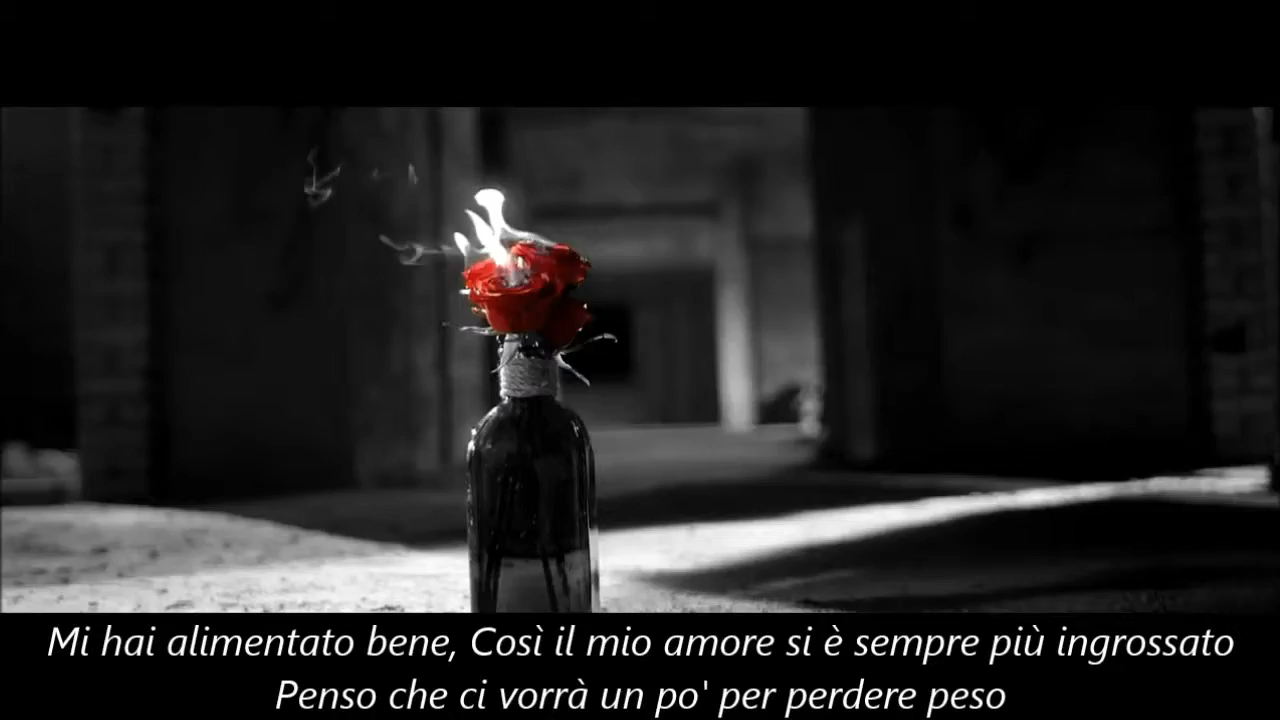 Mi hai alimentato bene, Così il mio amore si è sempre più ingrossato
Penso che ci vorrà un po' per perdere peso